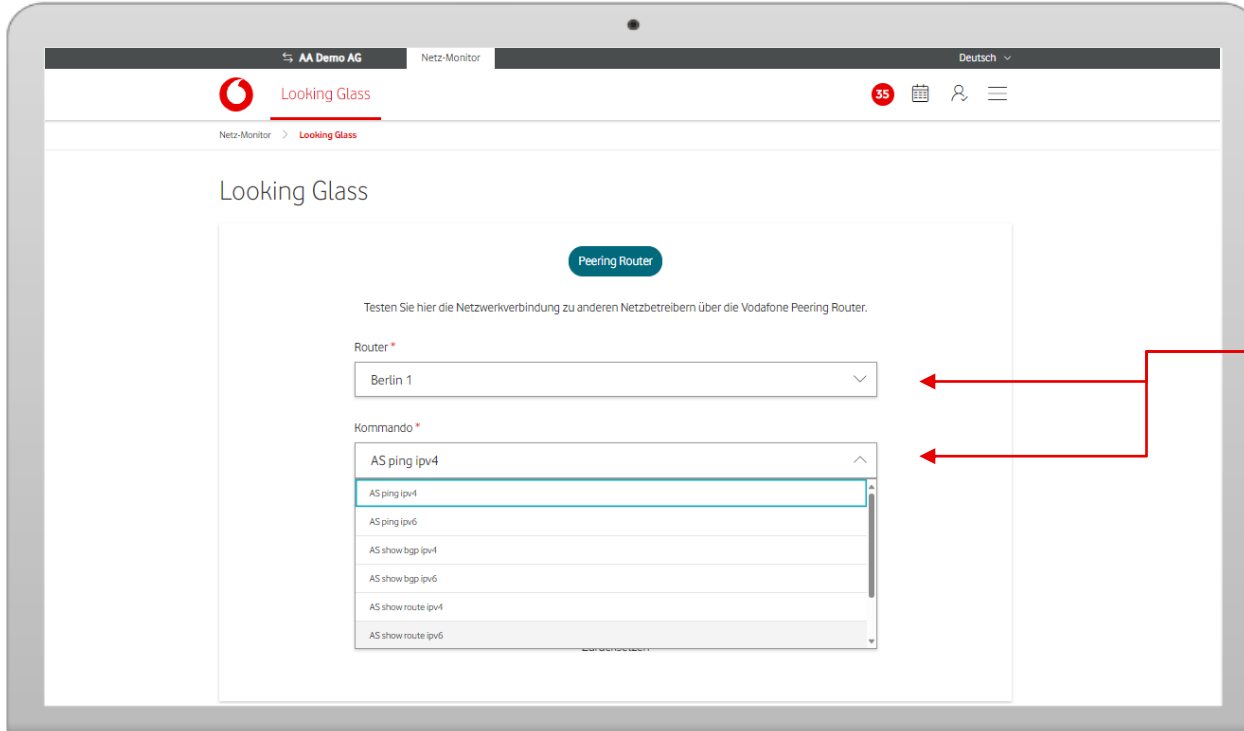 AA Demo AG Netz-Monitor Deutsch
Looking Glass 35
Netz-Monitor > Looking Glass
Looking Glass
Peering Router
Testen Sie hier die Netzwerkverbindung zu anderen Netzbetreibern über die Vodafone Peering Router.
Router *
Berlin 1
Kommando *
AS ping ipv4
AS ping ipv4
AS ping ipv6
AS show bgp ipv4
AS show bgp ipv6
AS show route ipv4
AS show route ipv6